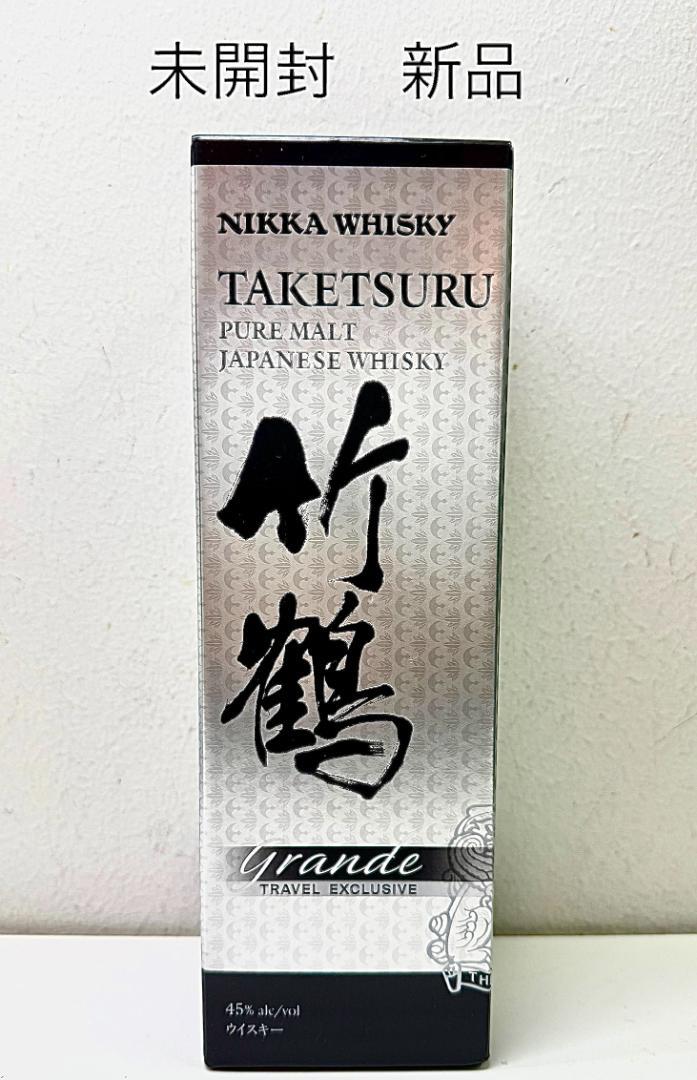 未開封　新品
NIKKA WHISKY
TAKETSURU
PURE MALT
JAPANESE WHISKY
竹
鶴
Grande
TRAVEL EXCLUSIVE
TH
45% alc/vol
ウイスキー